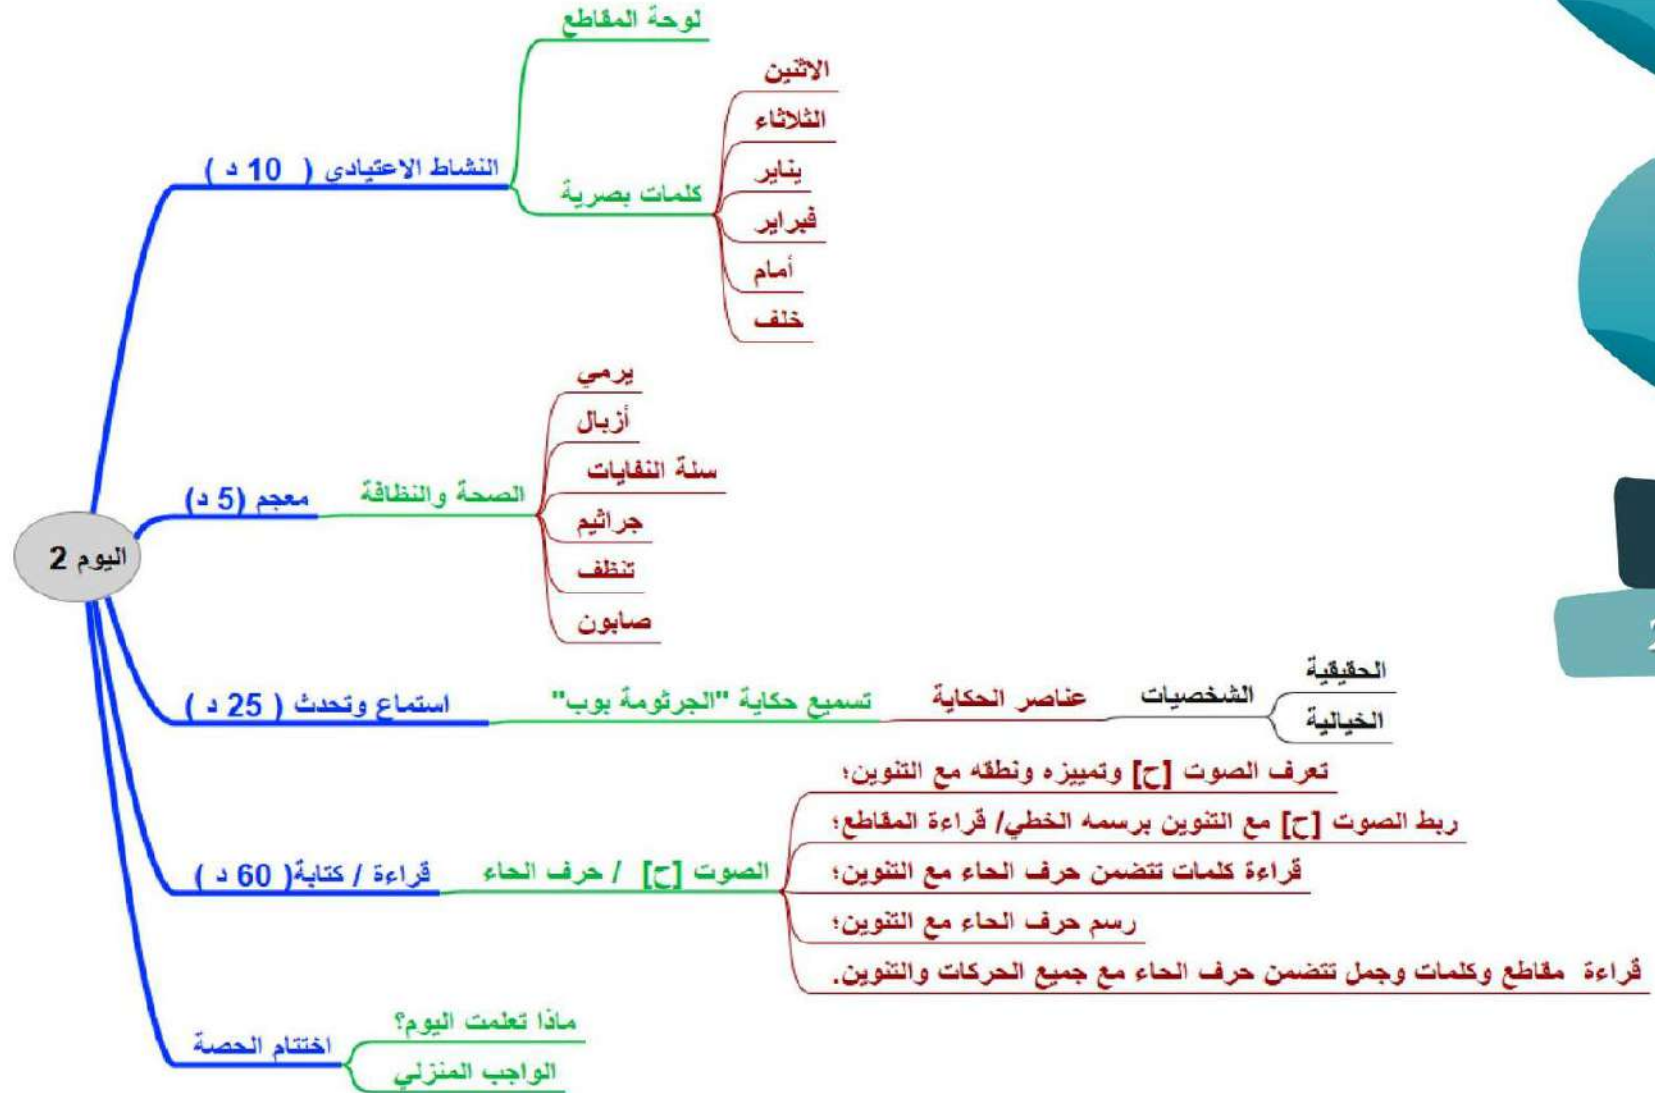 اليوم 2
النشاط الاعتيادي ( 10 د )
لوحة المقاطع
كلمات بصرية
الاثنين
الثلاثاء
يناير
فبراير
أمام
خلف
معجم (5 د)
الصحة والنظافة
يرمي
أزبال
سلة النفايات
جراثيم
تنظف
صابون
استماع وتحدث ( 25 د )
تسميع حكاية "الجرثومة بوب"
عناصر الحكاية
الشخصيات
الحقيقية
الخيالية
قراءة / كتابة( 60 د )
الصوت [ح] / حرف الحاء
تعرف الصوت [ح] وتمييزه ونطقه مع التنوين؛
ربط الصوت [ح] مع التنوين برسمه الخطي/ قراءة المقاطع؛
قراءة كلمات تتضمن حرف الحاء مع التنوين؛
رسم حرف الحاء مع التنوين؛
قراءة مقاطع وكلمات وجمل تتضمن حرف الحاء مع جميع الحركات والتنوين.
اختتام الحصة
ماذا تعلمت اليوم؟
الواجب المنزلي